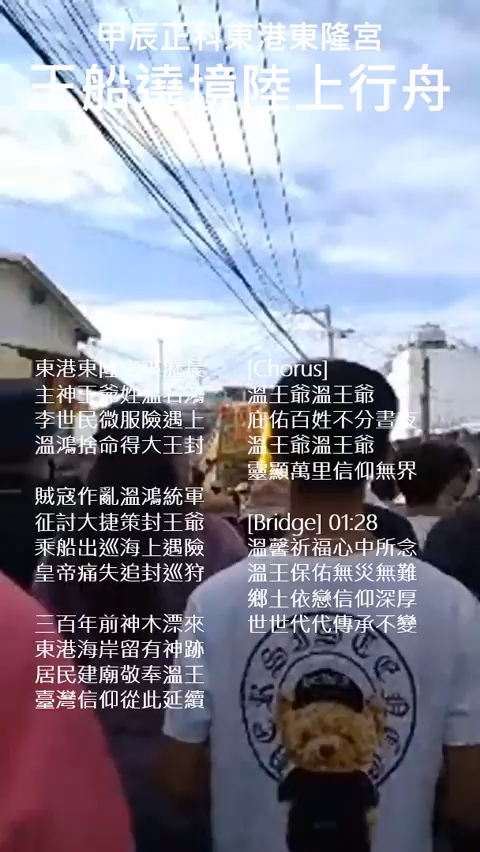 甲辰正科東港東隆宮
王船遶境陸上行舟
東港東隆
主神王爺姓溫名鴻
李世民微服險遇上
溫鴻捨命得大王封
賊寇作亂溫鴻統軍
征討大捷策封王爺
乘船出巡海上遇險
皇帝痛失追封巡狩
三百年前神木漂來
東港海岸留有神跡
居民建廟敬奉溫王
臺灣信仰從此延續
[Chorus]
溫王爺溫王爺
庇佑百姓不分晝夜
溫王爺溫王爺
靈顯萬里信仰無界
[Bridge] 01:28
溫馨祈福心中所念
溫王保佑無災無難
鄉土依戀信仰深厚
世世代代傳承不變